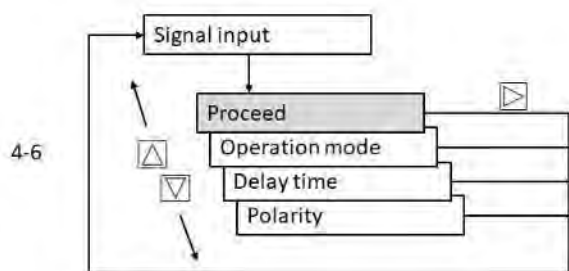 Signal input
Proceed
Operation mode
4-6
Delay time
Polarity